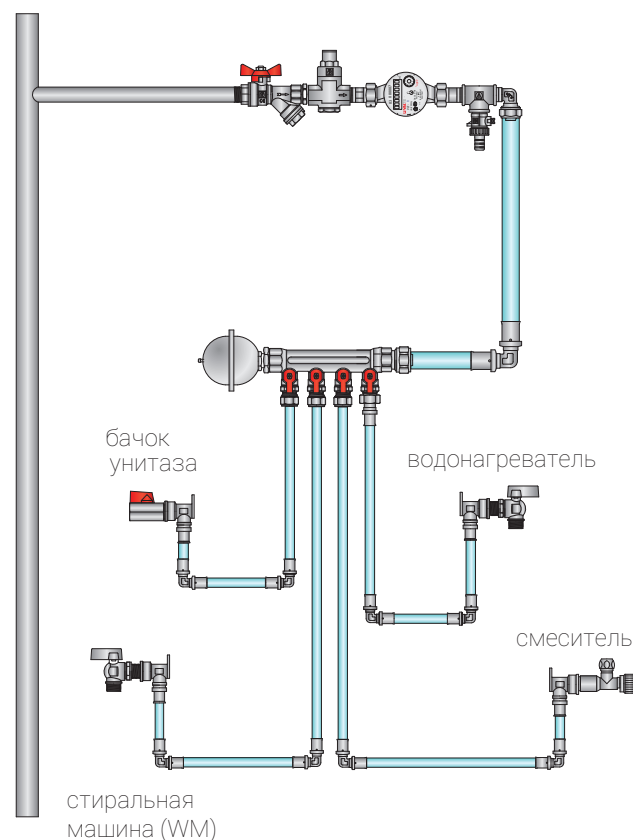 бачок
унитаза
водонагреватель
смеситель
стиральная
машина (WM)